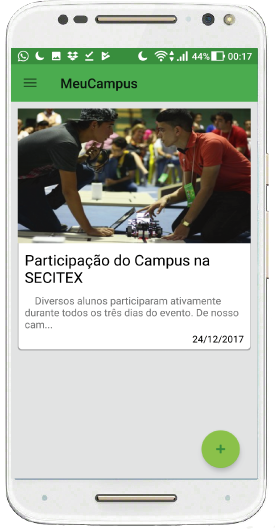 44% 00:17
MeuCampus
Participação do Campus na
SECITEX
Diversos alunos participaram ativamente
durante todos os três dias do evento. De nosso
cam...
24/12/2017
+